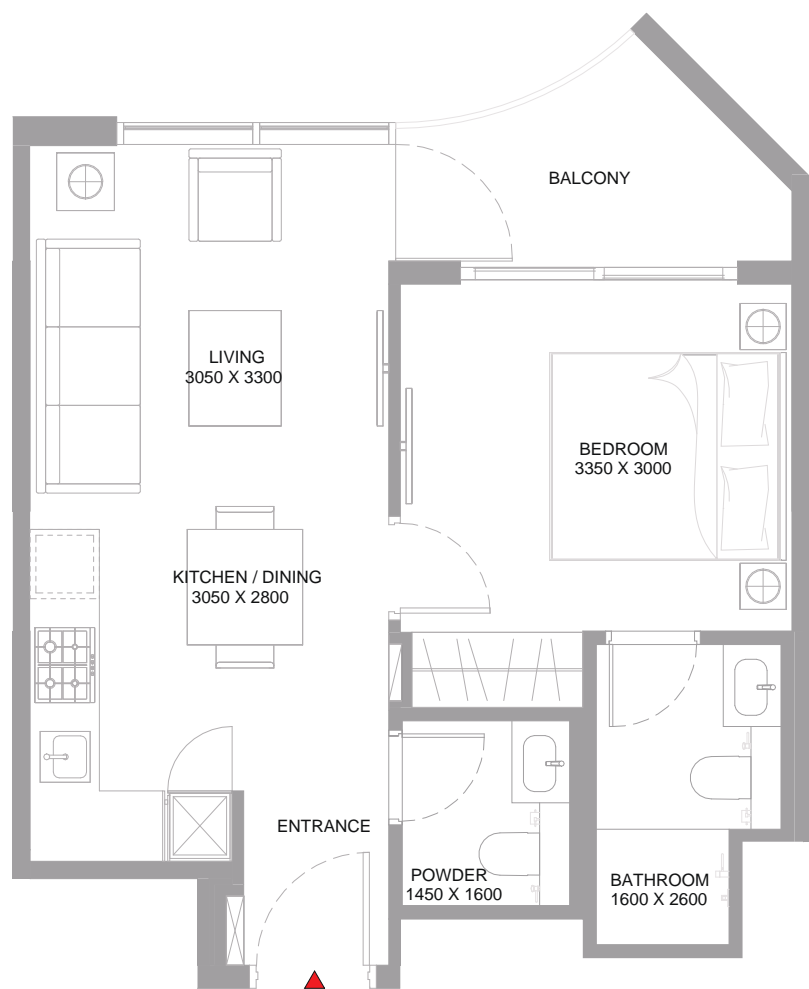 BALCONY
LIVING
3050 X 3300
BEDROOM
3350 X 3000
KITCHEN / DINING
3050 X 2800
ENTRANCE
POWDER
1450 X 1600
BATHROOM
1600 X 2600